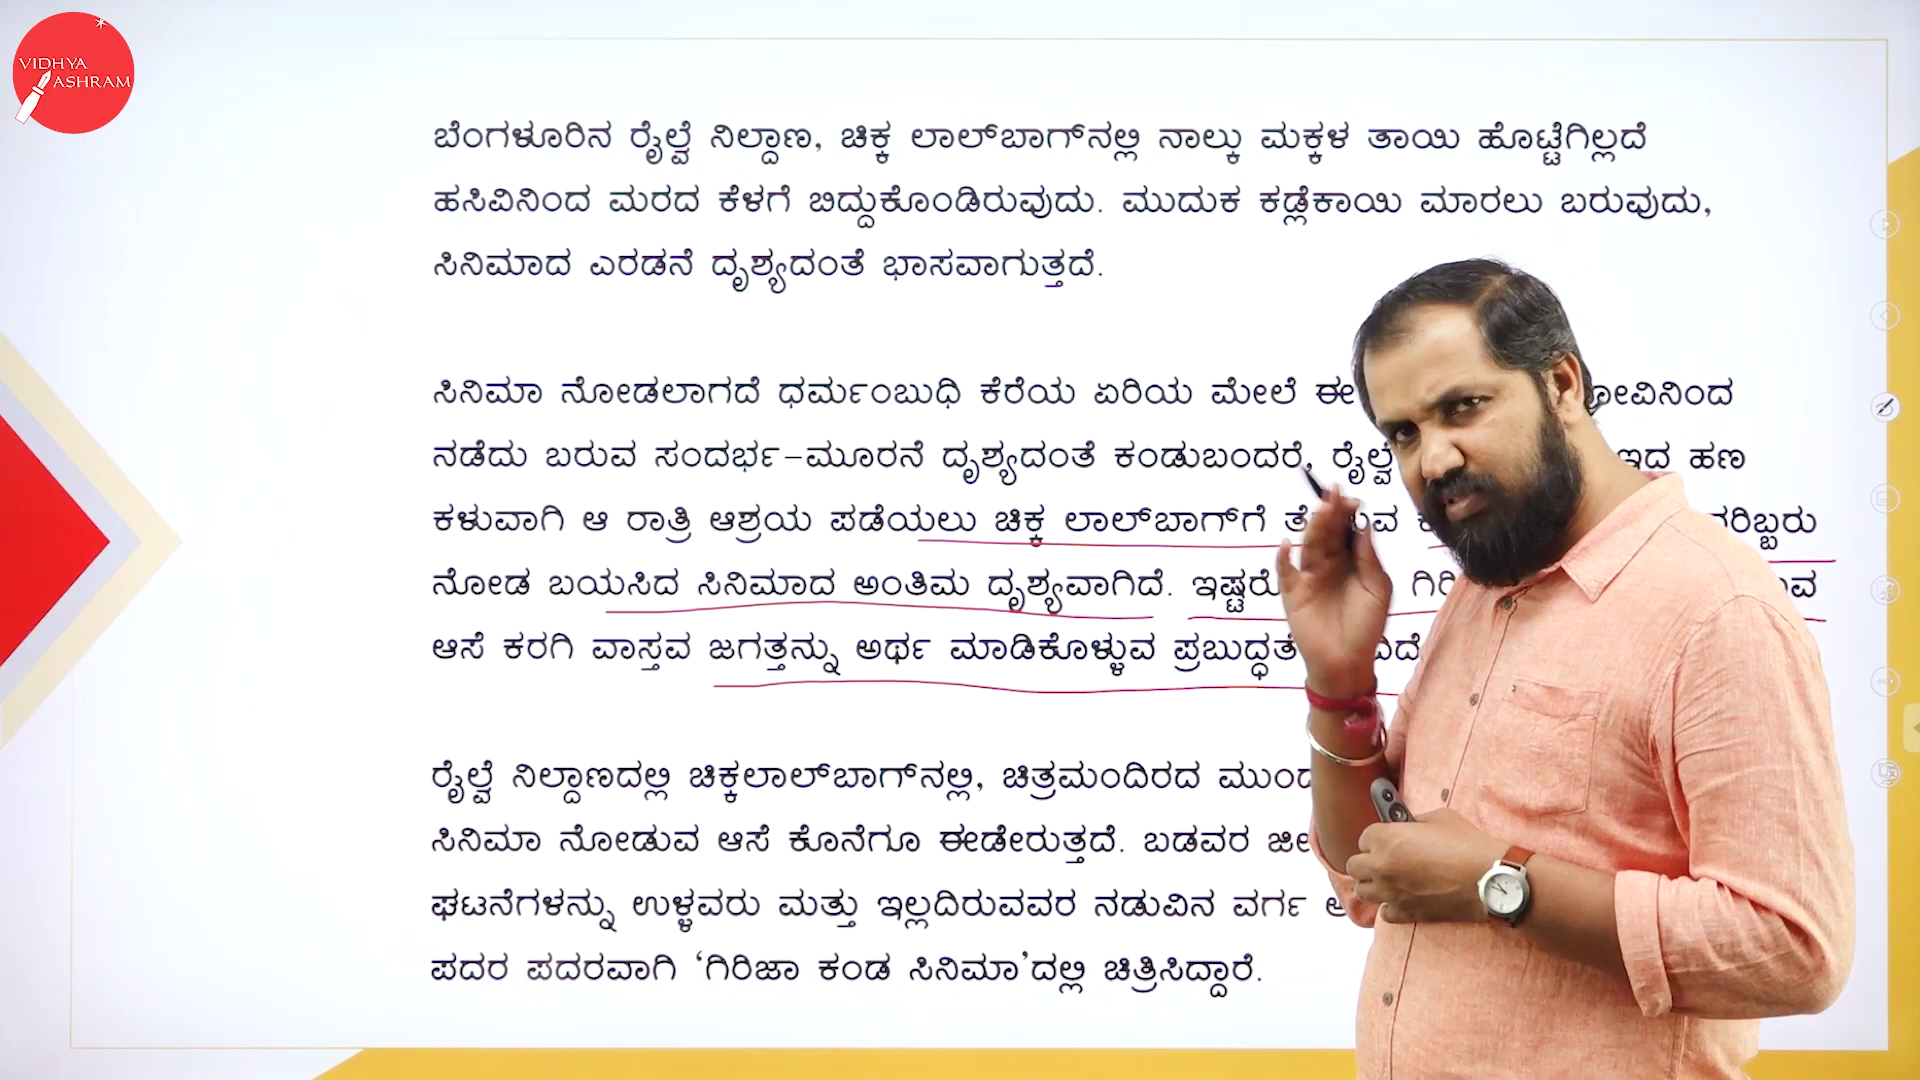 VIDHYA
ASHRAM
ಬೆಂಗಳೂರಿನ ರೈಲ್ವೆ ನಿಲ್ದಾಣ, ಚಿಕ್ಕ ಲಾಲ್‌ಬಾಗ್‌ನಲ್ಲಿ ನಾಲ್ಕು ಮಕ್ಕಳ ತಾಯಿ ಹೊಟ್ಟೆಗಿಲ್ಲದೆ
ಹಸಿವಿನಿಂದ ಮರದ ಕೆಳಗೆ ಬಿದ್ದುಕೊಂಡಿರುವುದು. ಮುದುಕ ಕಡ್ಲೆಕಾಯಿ ಮಾರಲು ಬರುವುದು,
ಸಿನಿಮಾದ ಎರಡನೆ ದೃಶ್ಯದಂತೆ ಭಾಸವಾಗುತ್ತದೆ.
ಸಿನಿಮಾ ನೋಡಲಾಗದೆ ಧರ್ಮಂಬುಧಿ ಕೆರೆಯ ಏರಿಯ ಮೇಲೆ ಈ
ನಡೆದು ಬರುವ ಸಂದರ್ಭ–ಮೂರನೆ ದೃಶ್ಯದಂತೆ ಕಂಡುಬಂದರೆ, ರೈಲ್ವೆ ಹಣ
ಕಳುವಾಗಿ ಆ ರಾತ್ರಿ ಆಶ್ರಯ ಪಡೆಯಲು ಚಿಕ್ಕ ಲಾಲ್‌ಬಾಗ್‌ಗೆ
ನೋಡ ಬಯಸಿದ ಸಿನಿಮಾದ ಅಂತಿಮ ದೃಶ್ಯವಾಗಿದೆ.
ಆಸೆ ಕರಗಿ ವಾಸ್ತವ ಜಗತ್ತನ್ನು ಅರ್ಥ ಮಾಡಿಕೊಳ್ಳುವ ಪ್ರಬುದ್ಧತೆ
ರೈಲ್ವೆ ನಿಲ್ದಾಣದಲ್ಲಿ ಚಿಕ್ಕಲಾಲ್‌ಬಾಗ್‌ನಲ್ಲಿ, ಚಿತ್ರಮಂದಿರದ
ಸಿನಿಮಾ ನೋಡುವ ಆಸೆ ಕೊನೆಗೂ ಈಡೇರುತ್ತದೆ. ಬಡವರ
ಘಟನೆಗಳನ್ನು ಉಳ್ಳವರು ಮತ್ತು ಇಲ್ಲದಿರುವವರ ನಡುವಿನ ವರ್ಗ
ಪದರ ಪದರವಾಗಿ ‘ಗಿರಿಜಾ ಕಂಡ ಸಿನಿಮಾ’ದಲ್ಲಿ ಚಿತ್ರಿಸಿದ್ದಾರೆ.